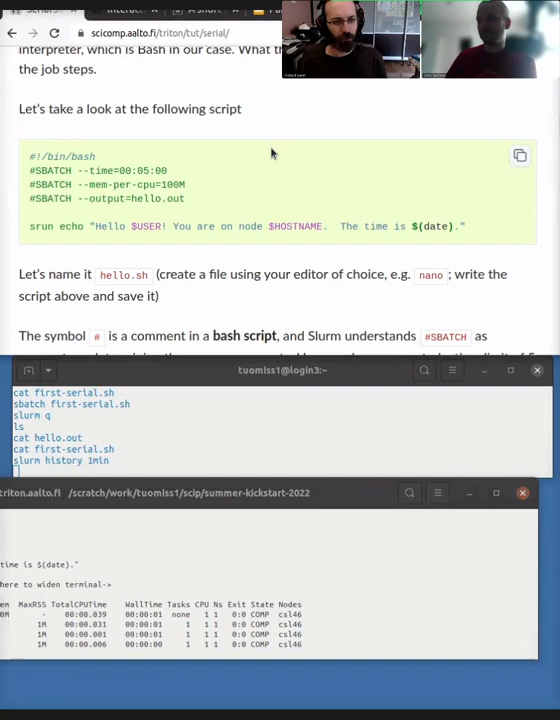 scicomp.aalto.fi/triton/tut/serial/
interpreter, which is Bash in our case. What th
the job steps.
Let's take a look at the following script
#!/bin/bash
#SBATCH --time=00:05:00
#SBATCH --mem-per-cpu=100M
#SBATCH --output=hello.out
srun echo "Hello $USER! You are on node $HOSTNAME.  The time is $(date)."
Let's name it hello.sh (create a file using your editor of choice, e.g. nano ; write the
script above and save it)
The symbol # is a comment in a bash script, and Slurm understands #SBATCH as
tuomiss1@login3:~
cat first-serial.sh
sbatch first-serial.sh
slurm q
ls
cat hello.out
cat first-serial.sh
slurm history 1min
triton.aalto.fi /scratch/work/tuomiss1/scip/summer-kickstart-2022
time is $(date)."
here to widen terminal->
em MaxRSS TotalCPUTime WallTime Tasks CPU Ns Exit State Nodes
0M - 00:00.039 00:00:01 none 1 1 0:0 COMP csl46
1M 00:00.031 00:00:01 1 1 1 0:0 COMP csl46
1M 00:00.001 00:00:01 1 1 1 0:0 COMP csl46
1M 00:00.006 00:00:00 1 1 1 0:0 COMP csl46